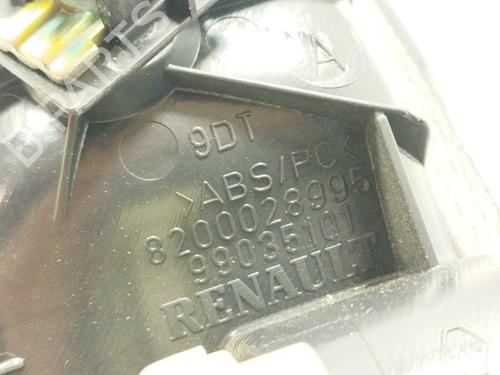 A
9DT
>ABS/PC<
8200028995
99035101
RENAULT